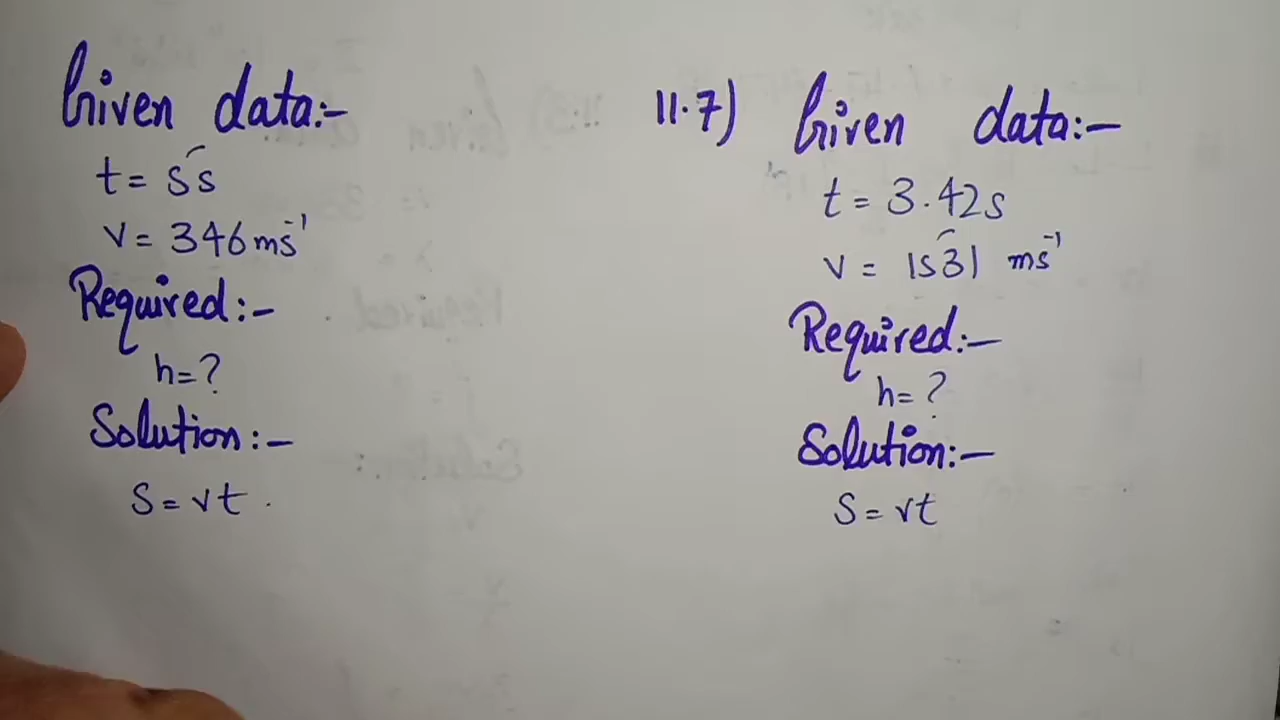 Given data:-
t = 5s
v = 346 ms⁻¹
Required:-
h = ?
Solution:-
S = vt
11.7) Given data:-
t = 3.42s
v = 1531 ms⁻¹
Required:-
h = ?
Solution:-
S = vt